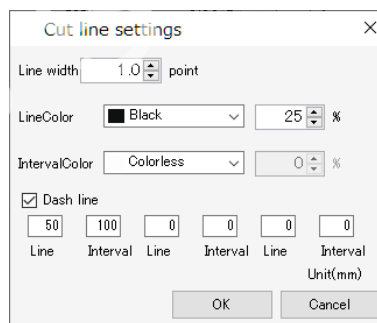 Cut line settings
Line width 1.0 point
LineColor Black 25 %
IntervalColor Colorless 0 %
Dash line
50 100 0 0 0 0
Line Interval Line Interval Line Interval
Unit(mm)
OK Cancel